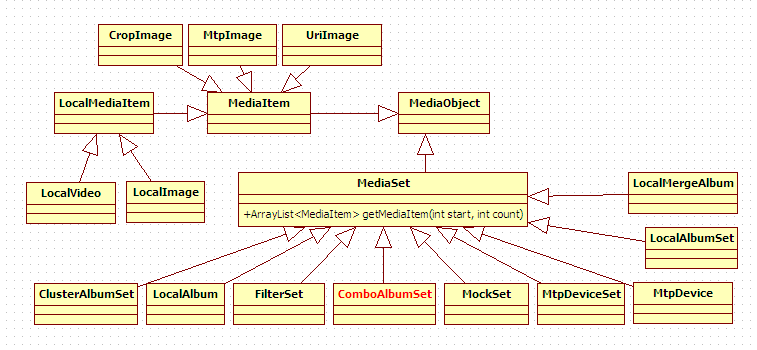 CropImage
MtpImage
UriImage
LocalMediaItem
MediaItem
MediaObject
LocalVideo
LocalImage
MediaSet
+ArrayList<MediaItem> getMediaItem(int start, int count)
LocalMergeAlbum
LocalAlbumSet
ClusterAlbumSet
LocalAlbum
FilterSet
ComboAlbumSet
MockSet
MtpDeviceSet
MtpDevice